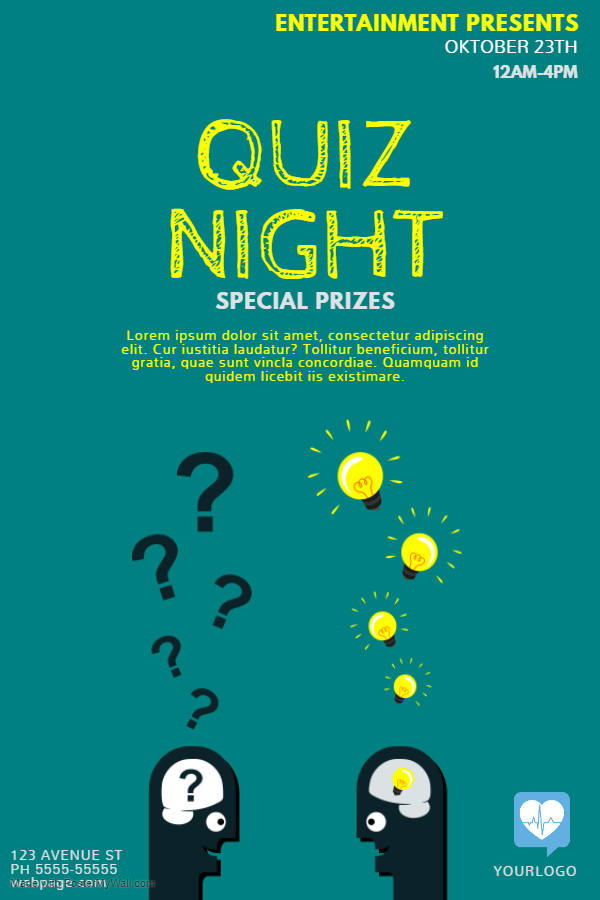 ENTERTAINMENT PRESENTS
OKTOBER 23TH
12AM-4PM
QUIZ
NIGHT
SPECIAL PRIZES
Lorem ipsum dolor sit amet, consectetur adipiscing
elit. Cur iustitia laudatur? Tollitur beneficium, tollitur
gratia, quae sunt vincla concordiae. Quamquam id
quidem licebit iis existimare.
?
?
?
?
?
?
123 AVENUE ST
PH 5555-55555
webpage.com
YOURLOGO